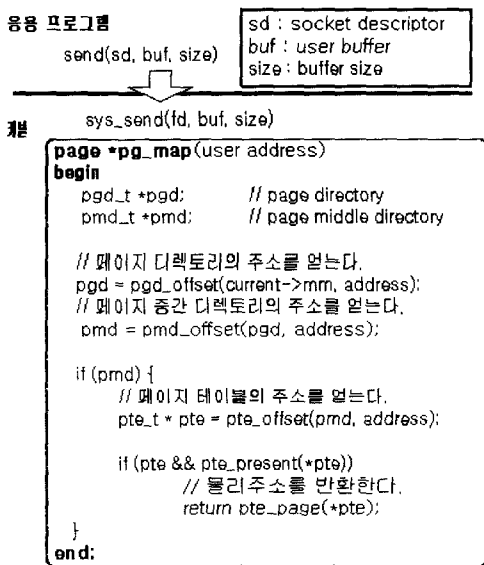 응용 프로그램
send(sd, buf, size)
sd : socket descriptor
buf : user buffer
size : buffer size
커널
sys_send(fd, buf, size)
page *pg_map(user address)
begin
pgd_t *pgd; // page directory
pmd_t *pmd; // page middle directory
// 페이지 디렉토리의 주소를 얻는다.
pgd = pgd_offset(current->mm, address);
// 페이지 중간 디렉토리의 주소를 얻는다.
pmd = pmd_offset(pgd, address);
if (pmd) {
// 페이지 테이블의 주소를 얻는다.
pte_t * pte = pte_offset(pmd, address);
if (pte && pte_present(*pte))
// 물리주소를 반환한다.
return pte_page(*pte);
}
end;